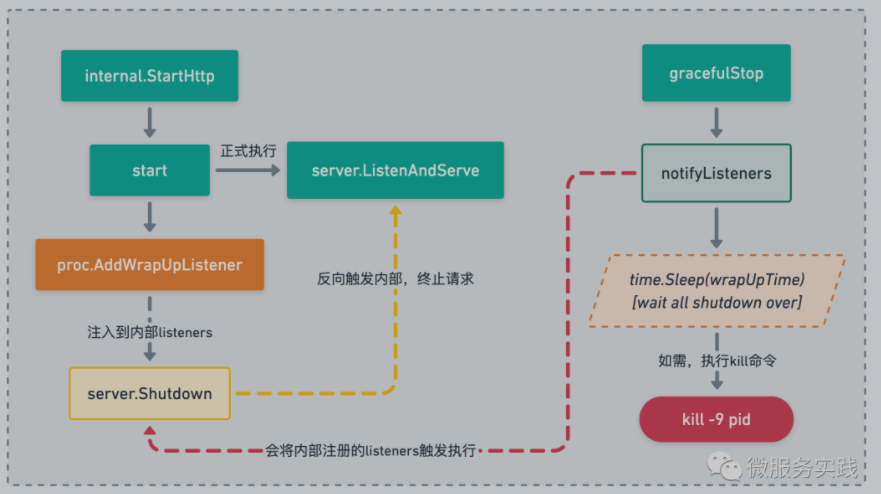 internal.StartHttp
start
正式执行
server.ListenAndServe
proc.AddWrapUpListener
注入到内部listeners
server.Shutdown
反向触发内部，终止请求
gracefulStop
notifyListeners
time.Sleep(wrapUpTime)
[wait all shutdown over]
如需，执行kill命令
kill -9 pid
会将内部注册的listeners触发执行
微服务实践